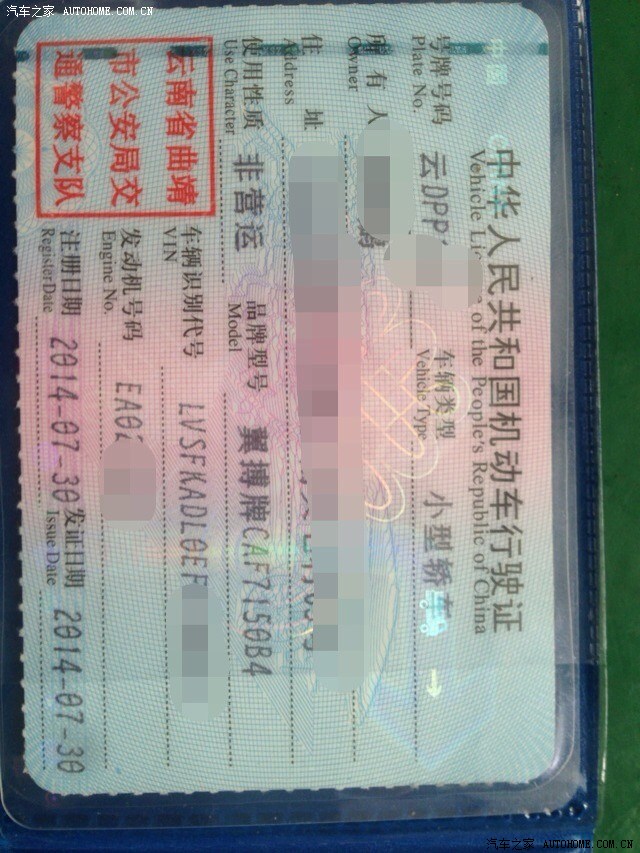 汽车之家 AUTOHOME.COM.CN
中华人民共和国机动车行驶证
Vehicle Lic of the People's Republic of China
号牌号码 云DPP 车辆类型 小型轿车
Plate No. Vehicle Type
所有人
Owner
住 址
Address
使用性质 非营运 品牌型号 翼搏牌CAF7150B4
Use Character Model
云南省曲靖
市公安局交
通警察支队
车辆识别代号 LVSFKADL0EF
VIN
发动机号码 EA02
Engine No.
注册日期 2014-07-30 发证日期 2014-07-30
Register Date Issue Date
汽车之家 AUTOHOME.COM.CN